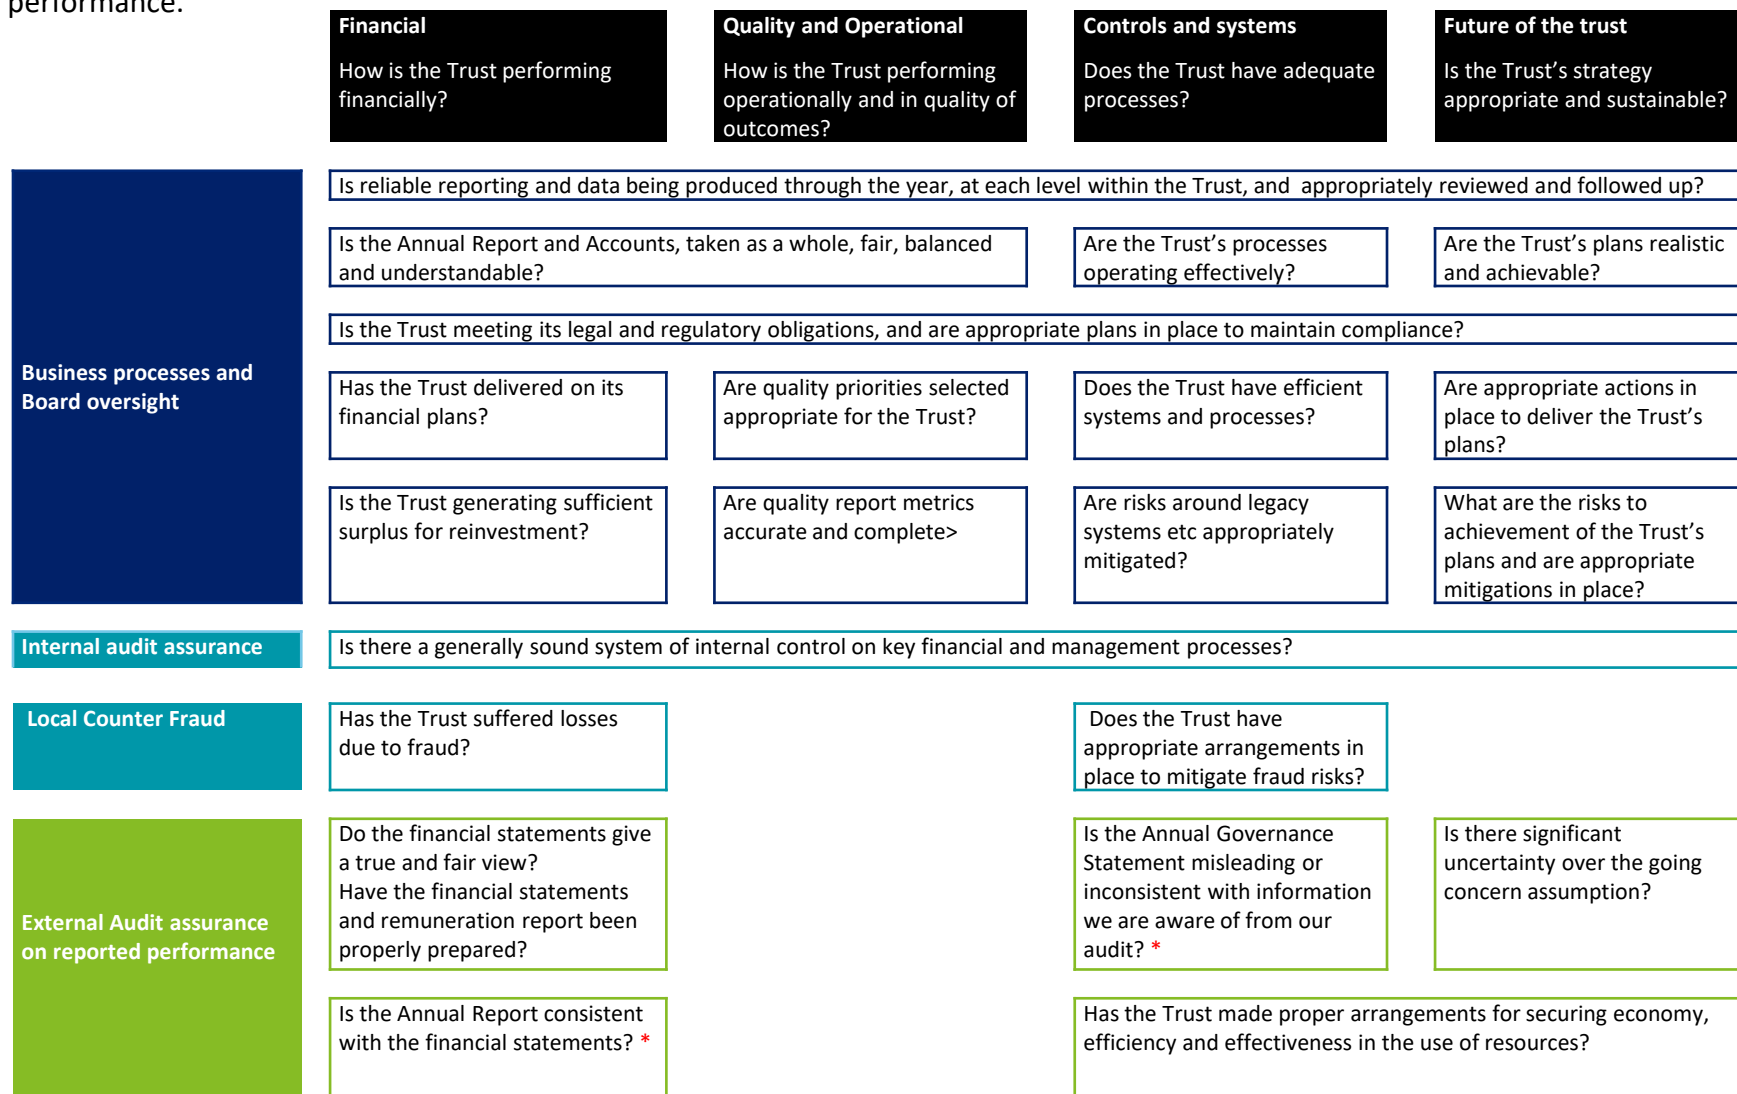 performance.
Financial
How is the Trust performing
financially?
Quality and Operational
How is the Trust performing
operationally and in quality of
outcomes?
Controls and systems
Does the Trust have adequate
processes?
Future of the trust
Is the Trust’s strategy
appropriate and sustainable?
Business processes and
Board oversight
Is reliable reporting and data being produced through the year, at each level within the Trust, and  appropriately reviewed and followed up?
Is the Annual Report and Accounts, taken as a whole, fair, balanced
and understandable?
Are the Trust’s processes
operating effectively?
Are the Trust’s plans realistic
and achievable?
Is the Trust meeting its legal and regulatory obligations, and are appropriate plans in place to maintain compliance?
Has the Trust delivered on its
financial plans?
Are quality priorities selected
appropriate for the Trust?
Does the Trust have efficient
systems and processes?
Are appropriate actions in
place to deliver the Trust’s
plans?
Is the Trust generating sufficient
surplus for reinvestment?
Are quality report metrics
accurate and complete>
Are risks around legacy
systems etc appropriately
mitigated?
What are the risks to
achievement of the Trust’s
plans and are appropriate
mitigations in place?
Internal audit assurance
Is there a generally sound system of internal control on key financial and management processes?
Local Counter Fraud
Has the Trust suffered losses
due to fraud?
Does the Trust have
appropriate arrangements in
place to mitigate fraud risks?
External Audit assurance
on reported performance
Do the financial statements give
a true and fair view?
Have the financial statements
and remuneration report been
properly prepared?
Is the Annual Governance
Statement misleading or
inconsistent with information
we are aware of from our
audit? *
Is there significant
uncertainty over the going
concern assumption?
Is the Annual Report consistent
with the financial statements? *
Has the Trust made proper arrangements for securing economy,
efficiency and effectiveness in the use of resources?